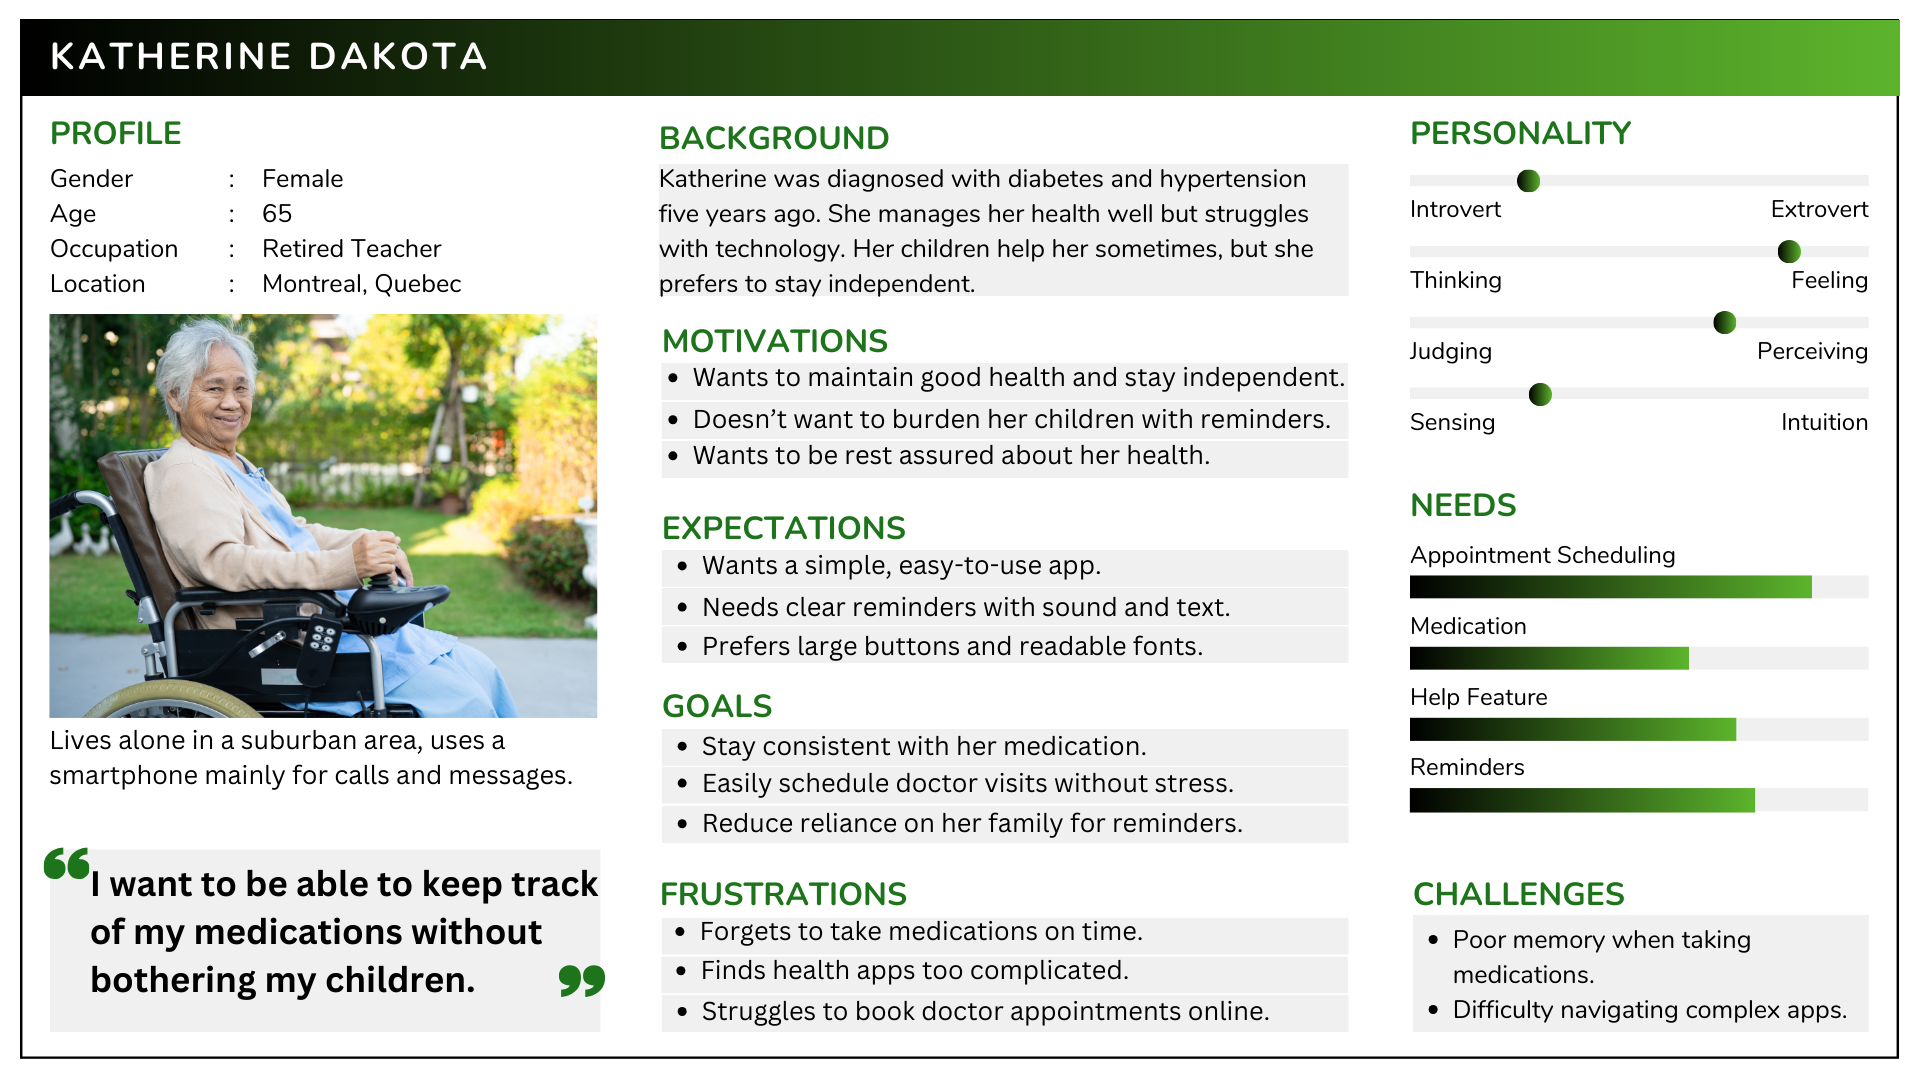 KATHERINE DAKOTA
PROFILE
Gender : Female
Age : 65
Occupation : Retired Teacher
Location : Montreal, Quebec
Lives alone in a suburban area, uses a
smartphone mainly for calls and messages.
“I want to be able to keep track
of my medications without
bothering my children.”
BACKGROUND
Katherine was diagnosed with diabetes and hypertension
five years ago. She manages her health well but struggles
with technology. Her children help her sometimes, but she
prefers to stay independent.
MOTIVATIONS
• Wants to maintain good health and stay independent.
• Doesn’t want to burden her children with reminders.
• Wants to be rest assured about her health.
EXPECTATIONS
• Wants a simple, easy-to-use app.
• Needs clear reminders with sound and text.
• Prefers large buttons and readable fonts.
GOALS
• Stay consistent with her medication.
• Easily schedule doctor visits without stress.
• Reduce reliance on her family for reminders.
FRUSTRATIONS
• Forgets to take medications on time.
• Finds health apps too complicated.
• Struggles to book doctor appointments online.
PERSONALITY
Introvert Extrovert
Thinking Feeling
Judging Perceiving
Sensing Intuition
NEEDS
Appointment Scheduling
Medication
Help Feature
Reminders
CHALLENGES
• Poor memory when taking
medications.
• Difficulty navigating complex apps.